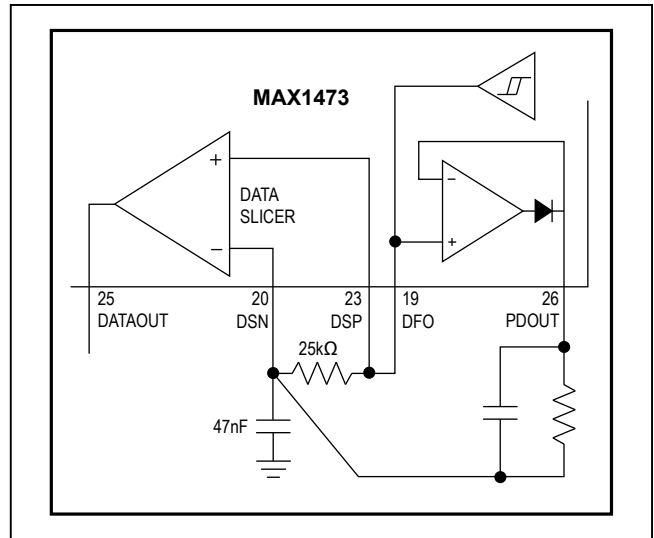 MAX1473
+
−
+
−
DATA
SLICER
25
DATAOUT
20
DSN
23
DSP
19
DFO
26
PDOUT
25kΩ
47nF